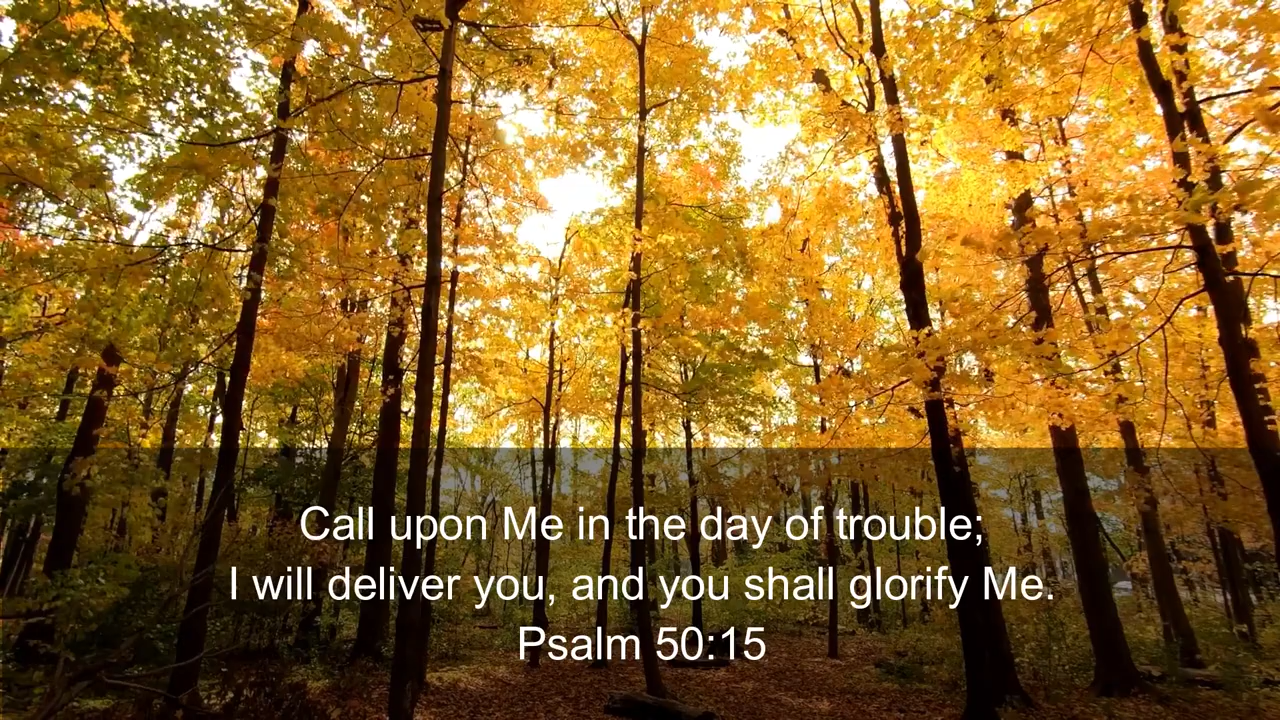 Call upon Me in the day of trouble;
I will deliver you, and you shall glorify Me.
Psalm 50:15